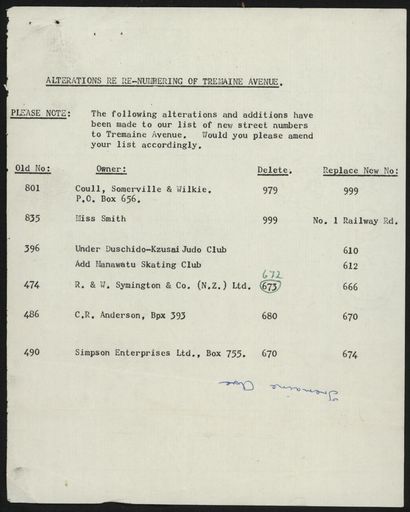 ALTERATIONS RE RE-NUMBERING OF TREMAINE AVENUE.
PLEASE NOTE: The following alterations and additions have
been made to our list of new street numbers
to Tremaine Avenue. Would you please amend
your list accordingly.
Old No: Owner: Delete. Replace New No:
801 Coull, Somerville & Wilkie. 979 999
P.O. Box 656.
835 Miss Smith 999 No. 1 Railway Rd.
396 Under Duschido-Kzusai Judo Club 610
Add Manawatu Skating Club 612
672
474 R. & W. Symington & Co. (N.Z.) Ltd. 673 666
486 C.R. Anderson, Bpx 393 680 670
490 Simpson Enterprises Ltd., Box 755. 670 674
Tremaine Ave